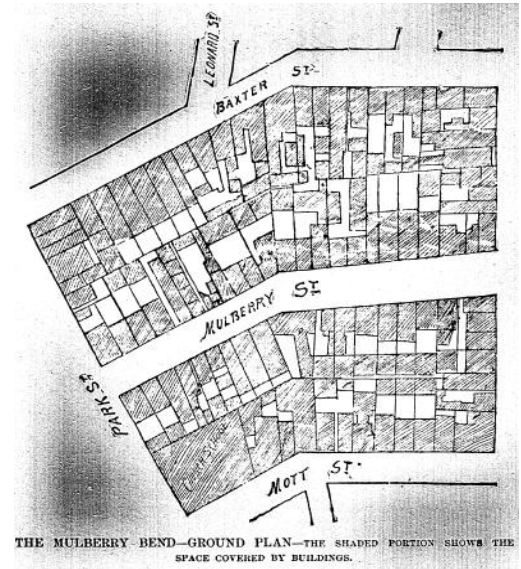 LEONARD St
BAXTER St.
MULBERRY St
PARK St.
MOTT St.
THE MULBERRY BEND—GROUND PLAN—THE SHADED PORTION SHOWS THE
SPACE COVERED BY BUILDINGS.